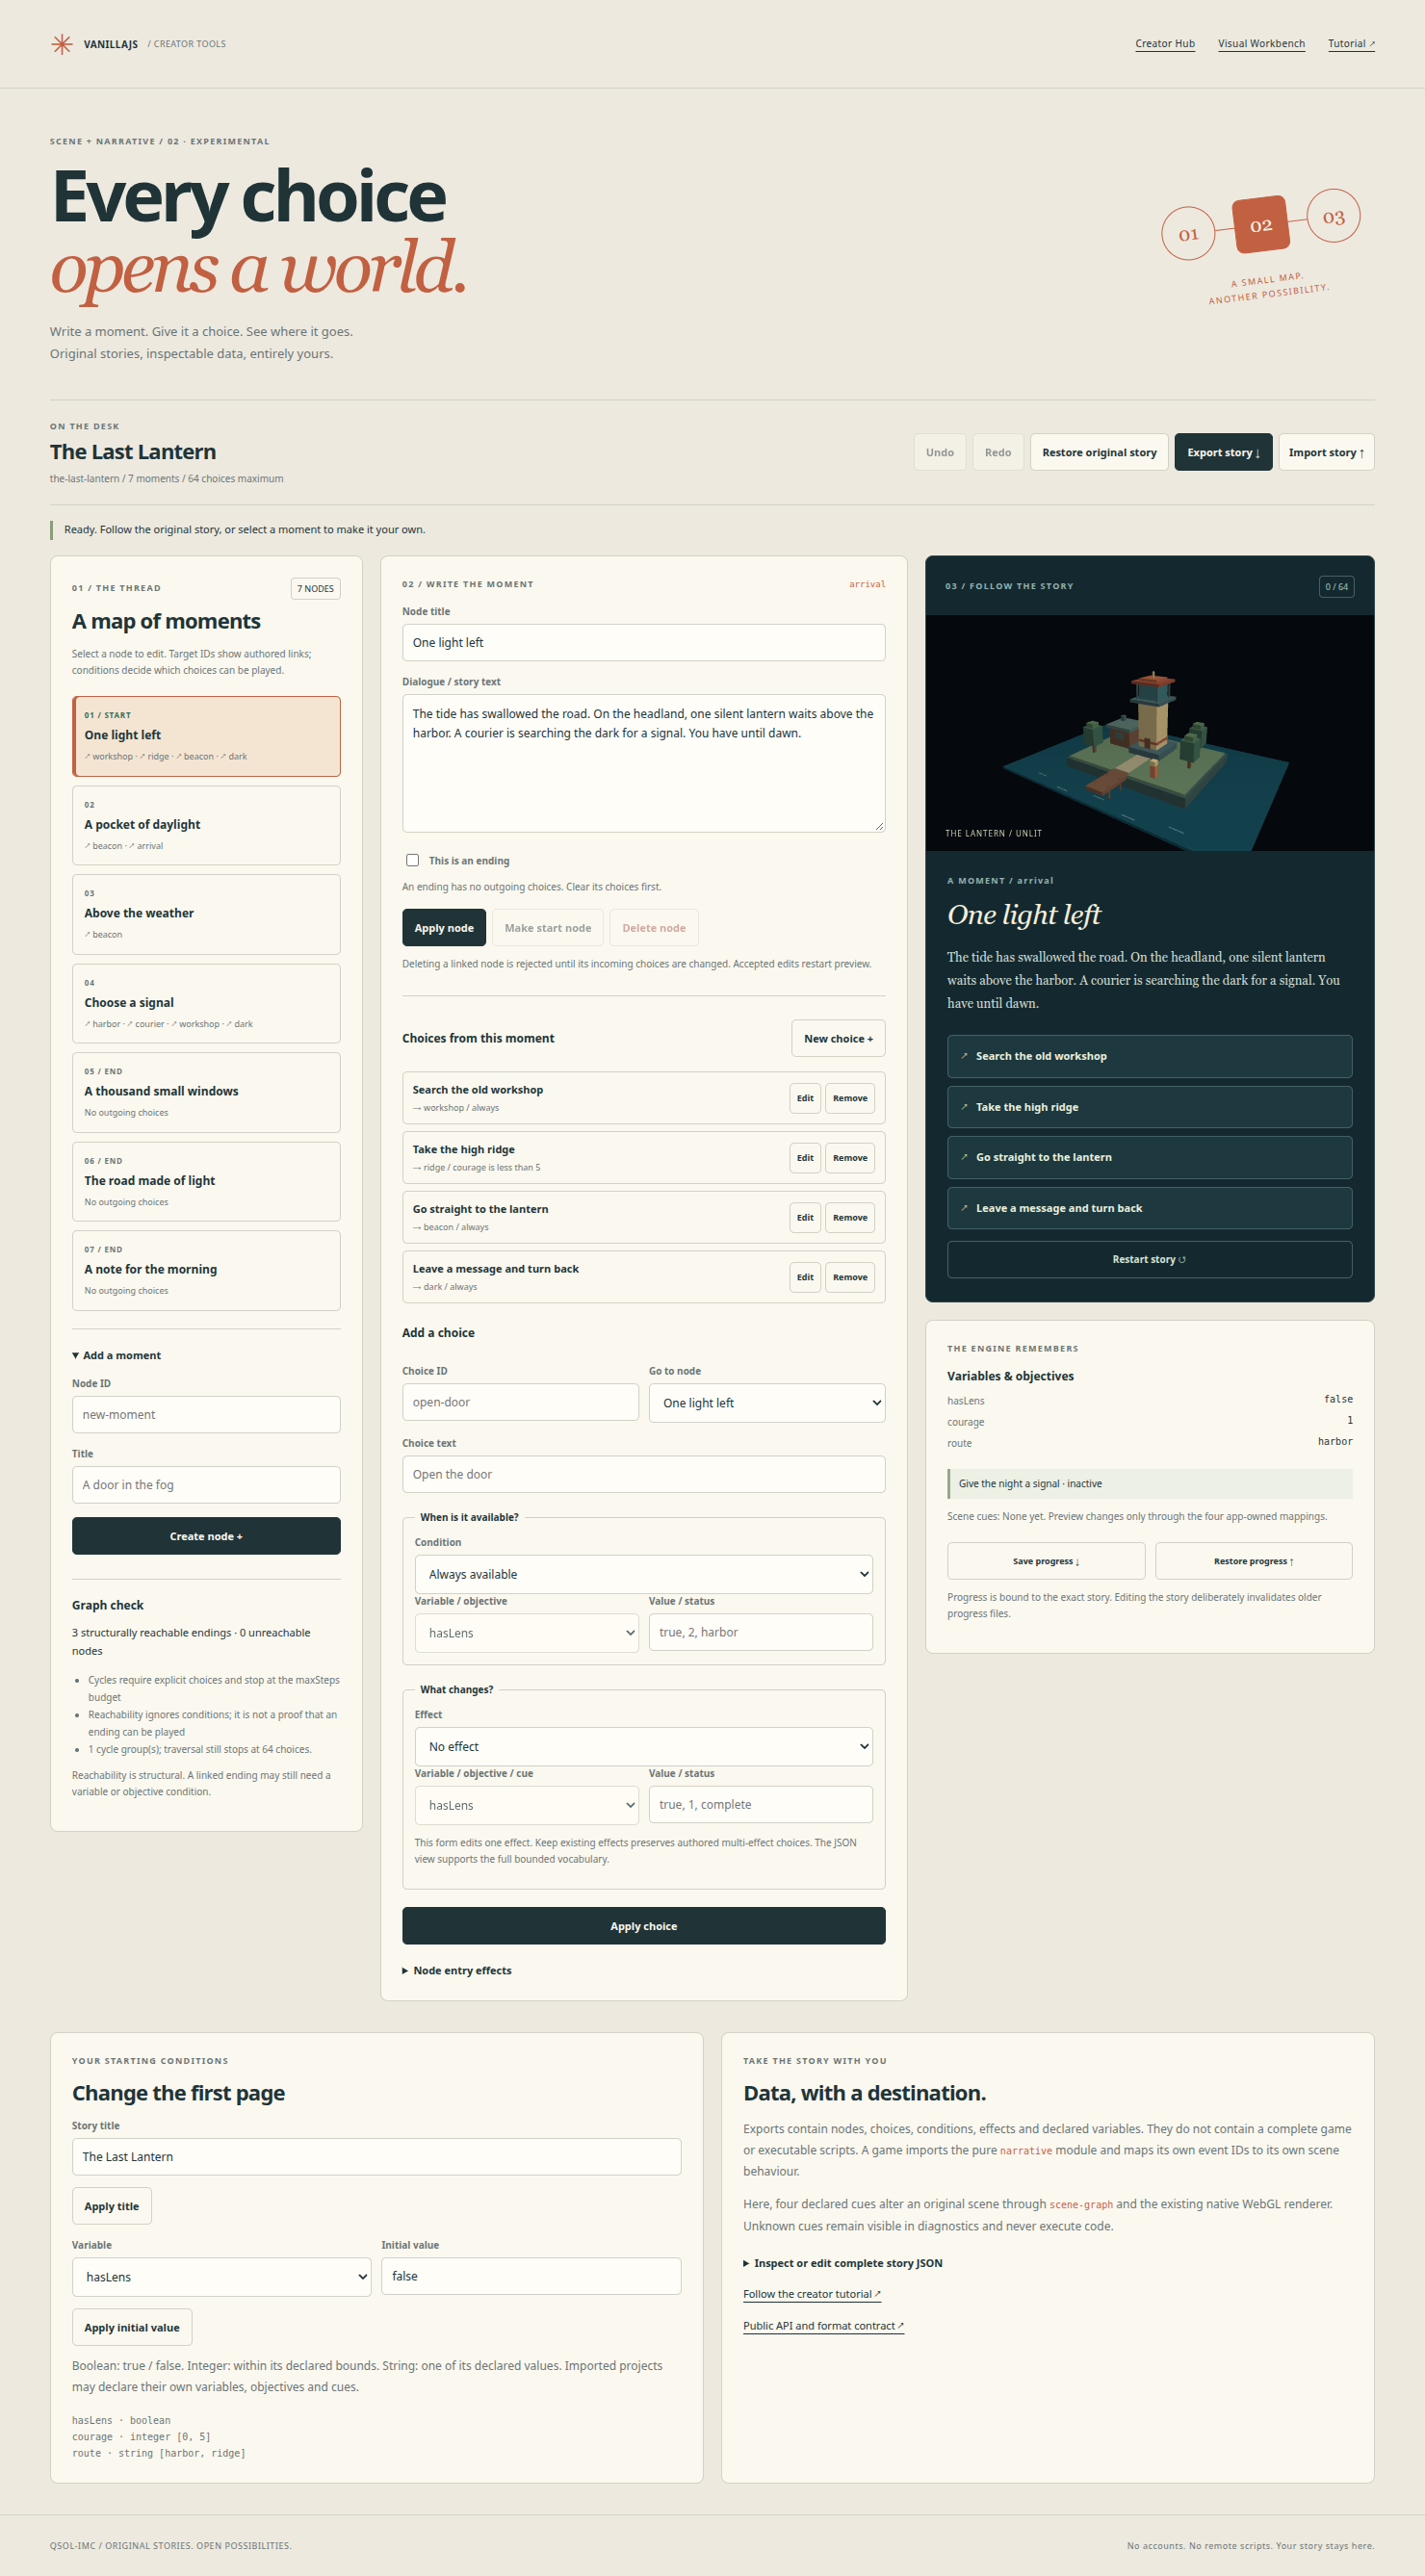 VANILLAJS / CREATOR TOOLS
Creator Hub
Visual Workbench
Tutorial ↗
SCENE + NARRATIVE / 02 · EXPERIMENTAL
Every choice
opens a world.
Write a moment. Give it a choice. See where it goes.
Original stories, inspectable data, entirely yours.
01
02
03
A SMALL MAP.
ANOTHER POSSIBILITY.
ON THE DESK
The Last Lantern
the-last-lantern / 7 moments / 64 choices maximum
Undo
Redo
Restore original story
Export story ↓
Import story ↑
Ready. Follow the original story, or select a moment to make it your own.
01 / THE THREAD
7 NODES
A map of moments
Select a node to edit. Target IDs show authored links;
conditions decide which choices can be played.
01 / START
One light left
↗ workshop · ↗ ridge · ↗ beacon · ↗ dark
02
A pocket of daylight
↗ beacon · ↗ arrival
03
Above the weather
↗ beacon
04
Choose a signal
↗ harbor · ↗ courier · ↗ workshop · ↗ dark
05 / END
A thousand small windows
No outgoing choices
06 / END
The road made of light
No outgoing choices
07 / END
A note for the morning
No outgoing choices
▼ Add a moment
Node ID
new-moment
Title
A door in the fog
Create node +
Graph check
3 structurally reachable endings · 0 unreachable
nodes
• Cycles require explicit choices and stop at the maxSteps
budget
• Reachability ignores conditions; it is not a proof that an
ending can be played
• 1 cycle group(s); traversal still stops at 64 choices.
Reachability is structural. A linked ending may still need a
variable or objective condition.
02 / WRITE THE MOMENT
arrival
Node title
One light left
Dialogue / story text
The tide has swallowed the road. On the headland, one silent lantern waits above the
harbor. A courier is searching the dark for a signal. You have until dawn.
This is an ending
An ending has no outgoing choices. Clear its choices first.
Apply node
Make start node
Delete node
Deleting a linked node is rejected until its incoming choices are changed. Accepted edits restart preview.
Choices from this moment
New choice +
Search the old workshop
→ workshop / always
Edit
Remove
Take the high ridge
→ ridge / courage is less than 5
Edit
Remove
Go straight to the lantern
→ beacon / always
Edit
Remove
Leave a message and turn back
→ dark / always
Edit
Remove
Add a choice
Choice ID
Go to node
open-door
One light left
Choice text
Open the door
When is it available?
Condition
Always available
Variable / objective
Value / status
hasLens
true, 2, harbor
What changes?
Effect
No effect
Variable / objective / cue
Value / status
hasLens
true, 1, complete
This form edits one effect. Keep existing effects preserves authored multi-effect choices. The JSON
view supports the full bounded vocabulary.
Apply choice
▶ Node entry effects
03 / FOLLOW THE STORY
0 / 64
THE LANTERN / UNLIT
A MOMENT / arrival
One light left
The tide has swallowed the road. On the headland, one silent lantern
waits above the harbor. A courier is searching the dark for a signal. You
have until dawn.
↗ Search the old workshop
↗ Take the high ridge
↗ Go straight to the lantern
↗ Leave a message and turn back
Restart story ↺
THE ENGINE REMEMBERS
Variables & objectives
hasLens false
courage 1
route harbor
Give the night a signal · inactive
Scene cues: None yet. Preview changes only through the four app-owned mappings.
Save progress ↓
Restore progress ↑
Progress is bound to the exact story. Editing the story deliberately invalidates older
progress files.
YOUR STARTING CONDITIONS
Change the first page
Story title
The Last Lantern
Apply title
Variable
Initial value
hasLens
false
Apply initial value
Boolean: true / false. Integer: within its declared bounds. String: one of its declared values. Imported projects
may declare their own variables, objectives and cues.
hasLens · boolean
courage · integer [0, 5]
route · string [harbor, ridge]
TAKE THE STORY WITH YOU
Data, with a destination.
Exports contain nodes, choices, conditions, effects and declared variables. They do not contain a complete game
or executable scripts. A game imports the pure narrative module and maps its own event IDs to its own scene
behaviour.
Here, four declared cues alter an original scene through scene-graph and the existing native WebGL renderer.
Unknown cues remain visible in diagnostics and never execute code.
▶ Inspect or edit complete story JSON
Follow the creator tutorial ↗
Public API and format contract ↗
QSOL-IMC / ORIGINAL STORIES. OPEN POSSIBILITIES.
No accounts. No remote scripts. Your story stays here.